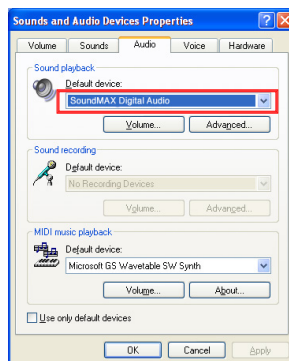 Sounds and Audio Devices Properties
Volume Sounds Audio Voice Hardware
Sound playback
Default device:
SoundMAX Digital Audio
Volume... Advanced...
Sound recording
Default device:
No Recording Devices
Volume... Advanced...
MIDI music playback
Default device:
Microsoft GS Wavetable SW Synth
Volume... About...
Use only default devices
OK Cancel Apply